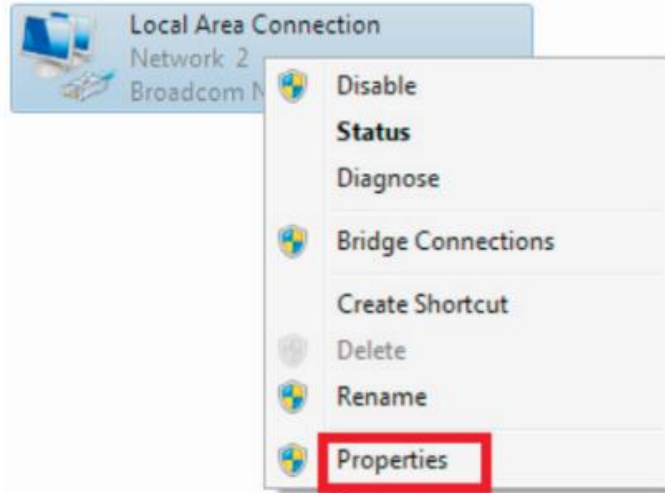 Local Area Connection
Network 2
Broadcom
Disable
Status
Diagnose
Bridge Connections
Create Shortcut
Delete
Rename
Properties